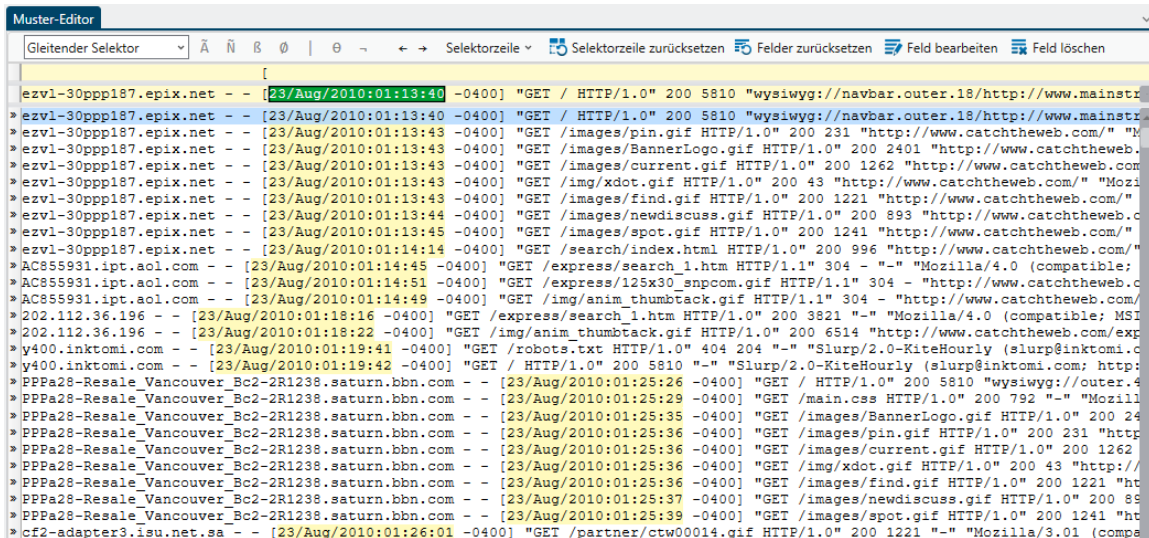 Muster-Editor
Gleitender Selektor Ã Ñ ß Ø | θ ¬ ← → Selektorzeile Selektorzeile zurücksetzen Felder zurücksetzen Feld bearbeiten Feld löschen
[
ezvl-30ppp187.epix.net - - [23/Aug/2010:01:13:40 -0400] "GET / HTTP/1.0" 200 5810 "wysiwyg://navbar.outer.18/http://www.mainstr
» ezvl-30ppp187.epix.net - - [23/Aug/2010:01:13:40 -0400] "GET / HTTP/1.0" 200 5810 "wysiwyg://navbar.outer.18/http://www.mainstr
» ezvl-30ppp187.epix.net - - [23/Aug/2010:01:13:43 -0400] "GET /images/pin.gif HTTP/1.0" 200 231 "http://www.catchtheweb.com/" "M
» ezvl-30ppp187.epix.net - - [23/Aug/2010:01:13:43 -0400] "GET /images/BannerLogo.gif HTTP/1.0" 200 2401 "http://www.catchtheweb.
» ezvl-30ppp187.epix.net - - [23/Aug/2010:01:13:43 -0400] "GET /images/current.gif HTTP/1.0" 200 1262 "http://www.catchtheweb.com
» ezvl-30ppp187.epix.net - - [23/Aug/2010:01:13:43 -0400] "GET /img/xdot.gif HTTP/1.0" 200 43 "http://www.catchtheweb.com/" "Mozi
» ezvl-30ppp187.epix.net - - [23/Aug/2010:01:13:43 -0400] "GET /images/find.gif HTTP/1.0" 200 1221 "http://www.catchtheweb.com/"
» ezvl-30ppp187.epix.net - - [23/Aug/2010:01:13:44 -0400] "GET /images/newdiscuss.gif HTTP/1.0" 200 893 "http://www.catchtheweb.c
» ezvl-30ppp187.epix.net - - [23/Aug/2010:01:13:45 -0400] "GET /images/spot.gif HTTP/1.0" 200 1241 "http://www.catchtheweb.com/"
» ezvl-30ppp187.epix.net - - [23/Aug/2010:01:14:14 -0400] "GET /search/index.html HTTP/1.0" 200 996 "http://www.catchtheweb.com/"
» AC855931.ipt.aol.com - - [23/Aug/2010:01:14:45 -0400] "GET /express/search_1.htm HTTP/1.1" 304 - "-" "Mozilla/4.0 (compatible;
» AC855931.ipt.aol.com - - [23/Aug/2010:01:14:51 -0400] "GET /express/125x30_snpcom.gif HTTP/1.1" 304 - "http://www.catchtheweb.c
» AC855931.ipt.aol.com - - [23/Aug/2010:01:14:49 -0400] "GET /img/anim_thumbtack.gif HTTP/1.1" 304 - "http://www.catchtheweb.com/
» 202.112.36.196 - - [23/Aug/2010:01:18:16 -0400] "GET /express/search_1.htm HTTP/1.0" 200 3821 "-" "Mozilla/4.0 (compatible; MSI
» 202.112.36.196 - - [23/Aug/2010:01:18:22 -0400] "GET /img/anim_thumbtack.gif HTTP/1.0" 200 6514 "http://www.catchtheweb.com/exp
» y400.inktomi.com - - [23/Aug/2010:01:19:41 -0400] "GET /robots.txt HTTP/1.0" 404 204 "-" "Slurp/2.0-KiteHourly (slurp@inktomi.c
» y400.inktomi.com - - [23/Aug/2010:01:19:42 -0400] "GET / HTTP/1.0" 200 5810 "-" "Slurp/2.0-KiteHourly (slurp@inktomi.com; http:
» PPPa28-Resale_Vancouver_Bc2-2R1238.saturn.bbn.com - - [23/Aug/2010:01:25:26 -0400] "GET / HTTP/1.0" 200 5810 "wysiwyg://outer.4
» PPPa28-Resale_Vancouver_Bc2-2R1238.saturn.bbn.com - - [23/Aug/2010:01:25:29 -0400] "GET /main.css HTTP/1.0" 200 792 "-" "Mozill
» PPPa28-Resale_Vancouver_Bc2-2R1238.saturn.bbn.com - - [23/Aug/2010:01:25:35 -0400] "GET /images/BannerLogo.gif HTTP/1.0" 200 24
» PPPa28-Resale_Vancouver_Bc2-2R1238.saturn.bbn.com - - [23/Aug/2010:01:25:36 -0400] "GET /images/pin.gif HTTP/1.0" 200 231 "http
» PPPa28-Resale_Vancouver_Bc2-2R1238.saturn.bbn.com - - [23/Aug/2010:01:25:36 -0400] "GET /images/current.gif HTTP/1.0" 200 1262
» PPPa28-Resale_Vancouver_Bc2-2R1238.saturn.bbn.com - - [23/Aug/2010:01:25:36 -0400] "GET /img/xdot.gif HTTP/1.0" 200 43 "http://
» PPPa28-Resale_Vancouver_Bc2-2R1238.saturn.bbn.com - - [23/Aug/2010:01:25:36 -0400] "GET /images/find.gif HTTP/1.0" 200 1221 "ht
» PPPa28-Resale_Vancouver_Bc2-2R1238.saturn.bbn.com - - [23/Aug/2010:01:25:37 -0400] "GET /images/newdiscuss.gif HTTP/1.0" 200 89
» PPPa28-Resale_Vancouver_Bc2-2R1238.saturn.bbn.com - - [23/Aug/2010:01:25:39 -0400] "GET /images/spot.gif HTTP/1.0" 200 1241 "ht
» cf2-adapter3.isu.net.sa - - [23/Aug/2010:01:26:01 -0400] "GET /partner/ctw00014.gif HTTP/1.0" 200 1221 "-" "Mozilla/3.01 (compa